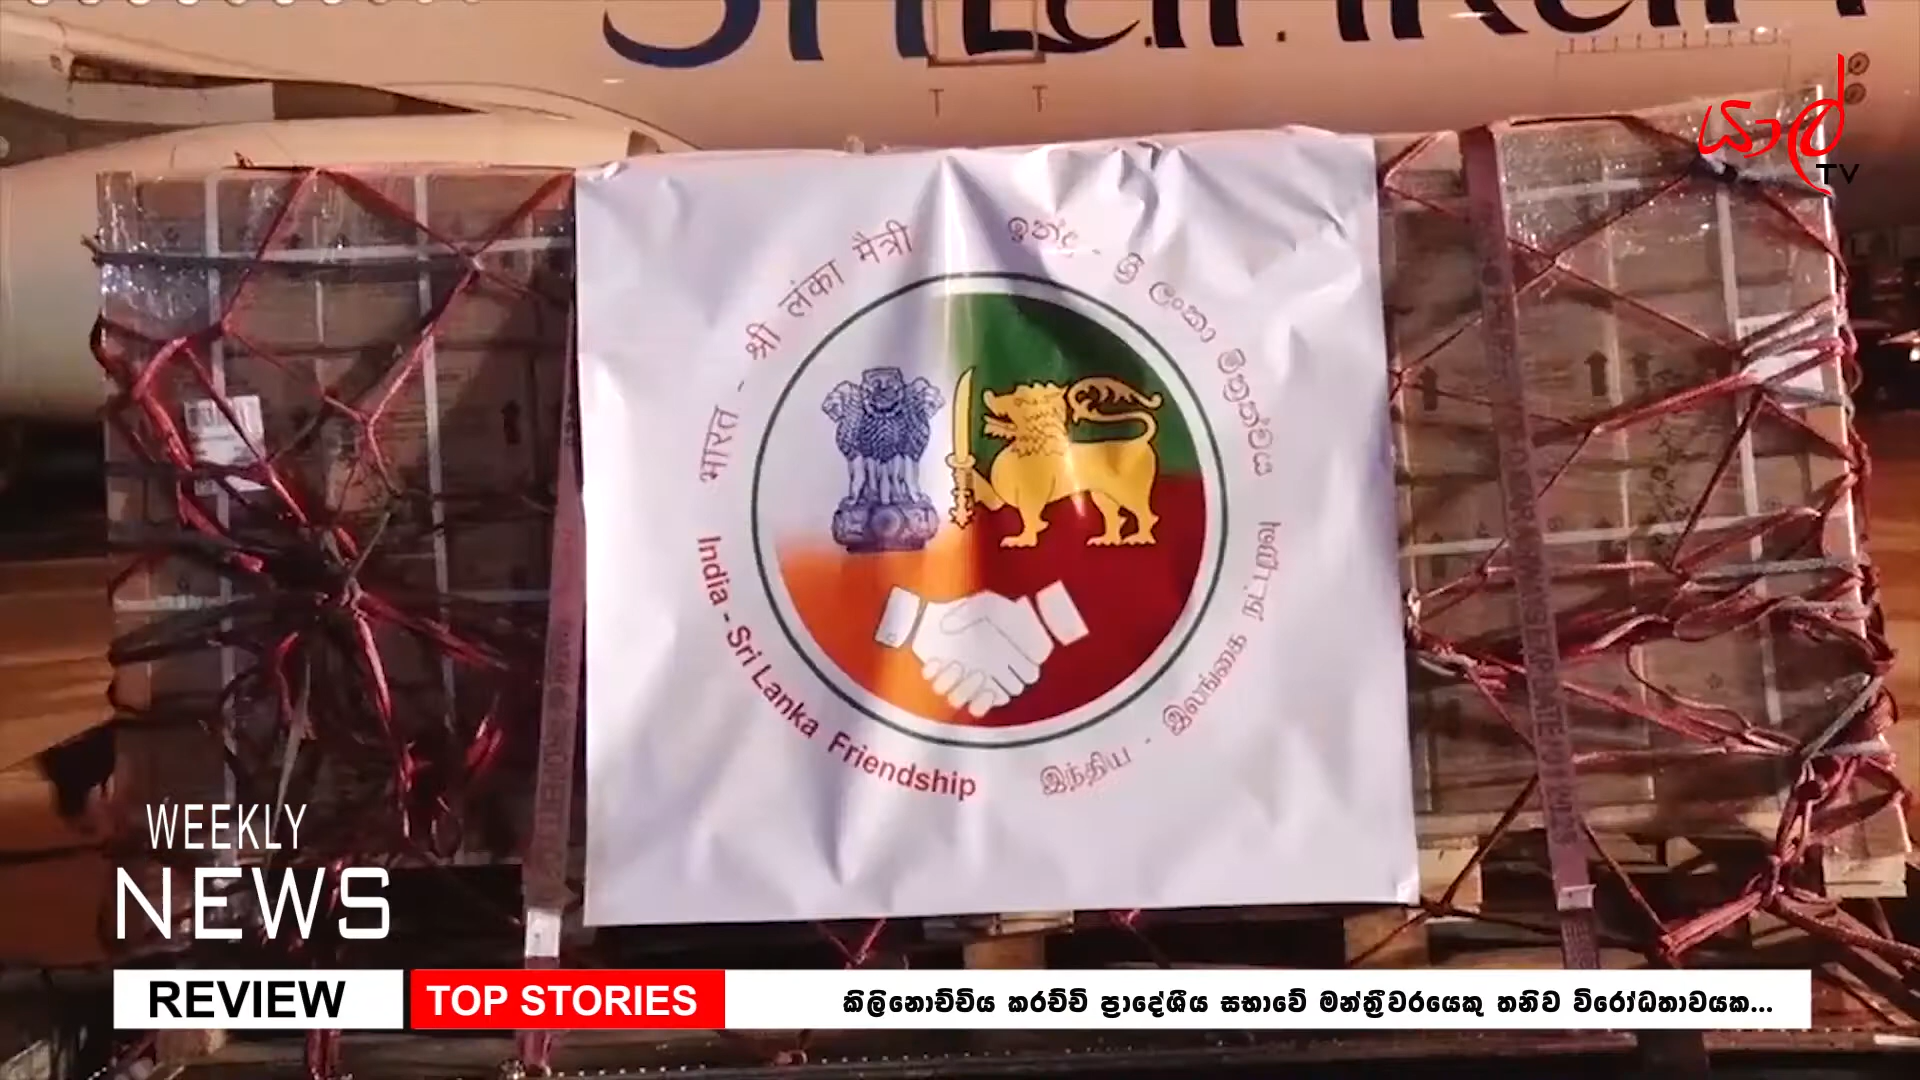 SriLankan
யாழ்
TV
भारत - श्री लंका मैत्री
ඉන්දු - ශ්‍රී ලංකා මිත්‍රත්වය
India - Sri Lanka Friendship
இந்திய - இலங்கை நட்புறவு
WEEKLY
NEWS
REVIEW
TOP STORIES
කිලිනොච්චිය කරච්චි ප්‍රාදේශීය සභාවේ මන්ත්‍රීවරයෙකු තනිව විරෝධතාවයක...